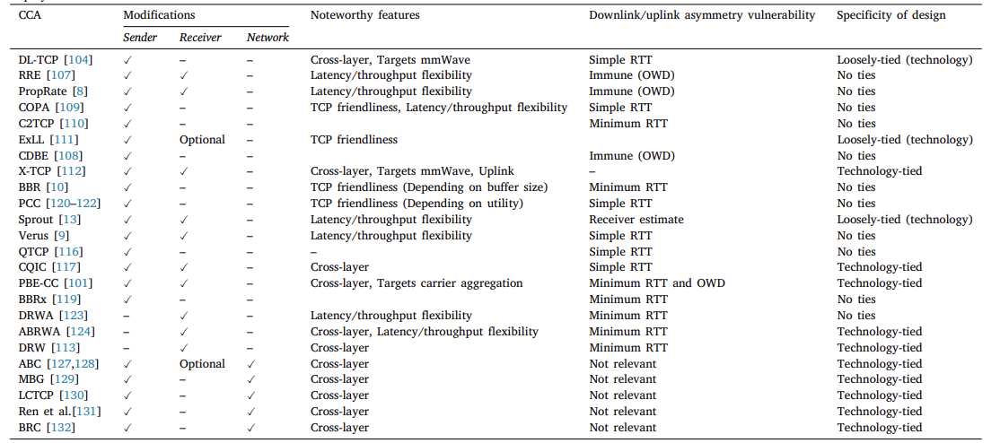 CCA Modifications Noteworthy features Downlink/uplink asymmetry vulnerability Specificity of design
Sender Receiver Network
DL-TCP [104] ✓ – – Cross-layer, Targets mmWave Simple RTT Loosely-tied (technology)
RRE [107] ✓ ✓ – Latency/throughput flexibility Immune (OWD) No ties
PropRate [8] ✓ ✓ – Latency/throughput flexibility Immune (OWD) No ties
COPA [109] ✓ – – TCP friendliness, Latency/throughput flexibility Simple RTT No ties
C2TCP [110] ✓ – – Minimum RTT No ties
ExLL [111] ✓ Optional – TCP friendliness Loosely-tied (technology)
CDBE [108] ✓ – – Immune (OWD) No ties
X-TCP [112] ✓ ✓ – Cross-layer, Targets mmWave, Uplink – Technology-tied
BBR [10] ✓ – – TCP friendliness (Depending on buffer size) Minimum RTT No ties
PCC [120–122] ✓ – – TCP friendliness (Depending on utility) Simple RTT No ties
Sprout [13] ✓ ✓ – Latency/throughput flexibility Receiver estimate Loosely-tied (technology)
Verus [9] ✓ ✓ – Latency/throughput flexibility Simple RTT No ties
QTCP [116] ✓ – – – Simple RTT No ties
CQIC [117] ✓ ✓ – Cross-layer Simple RTT Technology-tied
PBE-CC [101] ✓ ✓ – Cross-layer, Targets carrier aggregation Minimum RTT and OWD Technology-tied
BBRx [119] ✓ – – Minimum RTT No ties
DRWA [123] – ✓ – Latency/throughput flexibility Minimum RTT No ties
ABRWA [124] – ✓ – Cross-layer, Latency/throughput flexibility Minimum RTT Technology-tied
DRW [113] – ✓ – Cross-layer Minimum RTT Technology-tied
ABC [127,128] ✓ Optional ✓ Cross-layer Not relevant Technology-tied
MBG [129] ✓ – ✓ Cross-layer Not relevant Technology-tied
LCTCP [130] ✓ – ✓ Cross-layer Not relevant Technology-tied
Ren et al.[131] ✓ – ✓ Cross-layer Not relevant Technology-tied
BRC [132] ✓ – ✓ Cross-layer Not relevant Technology-tied